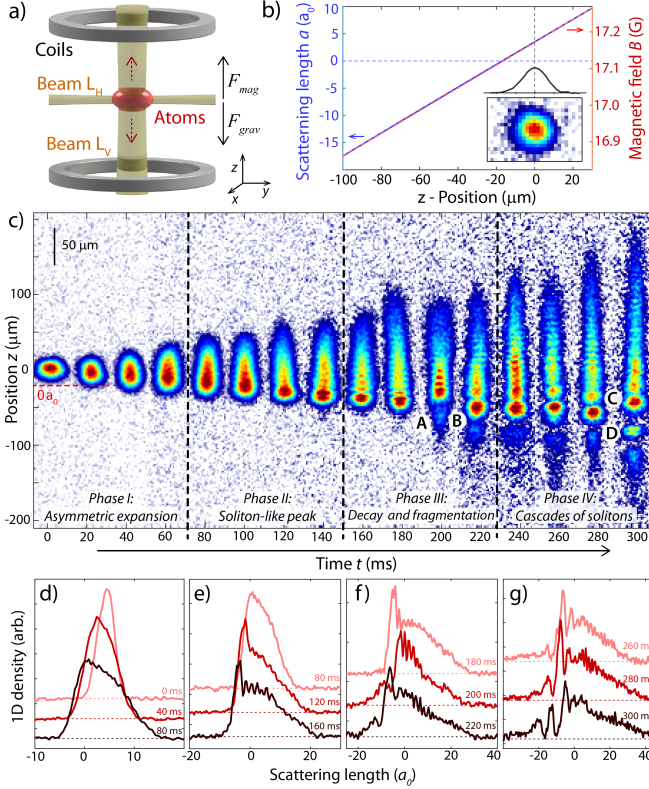 a)
Coils
Beam L_H
Atoms
Beam L_V
F_mag
F_grav
z
x
y
b)
Scatterning length a (a₀)
10
5
0
-5
-10
-15
Magnetic field B (G)
17.2
17.1
17.0
16.9
-100 -80 -60 -40 -20 0 20
z - Position (μm)
c)
50 μm
Position z (μm)
100
0
-100
-200
0 a₀
A
B
C
D
Phase I:
Asymmetric expansion
Phase II:
Soliton-like peak
Phase III:
Decay and fragmentation
Phase IV:
Cascades of solitons
0 20 40 60 80 100 120 140 160 180 200 220 240 260 280 300
Time t (ms)
d)
0 ms
40 ms
80 ms
-10 0 10
e)
80 ms
120 ms
160 ms
-20 0 20
f)
180 ms
200 ms
220 ms
-20 0 20 40
g)
260 ms
280 ms
300 ms
-20 0 20 40
1D density (arb.)
Scattering length (a₀)